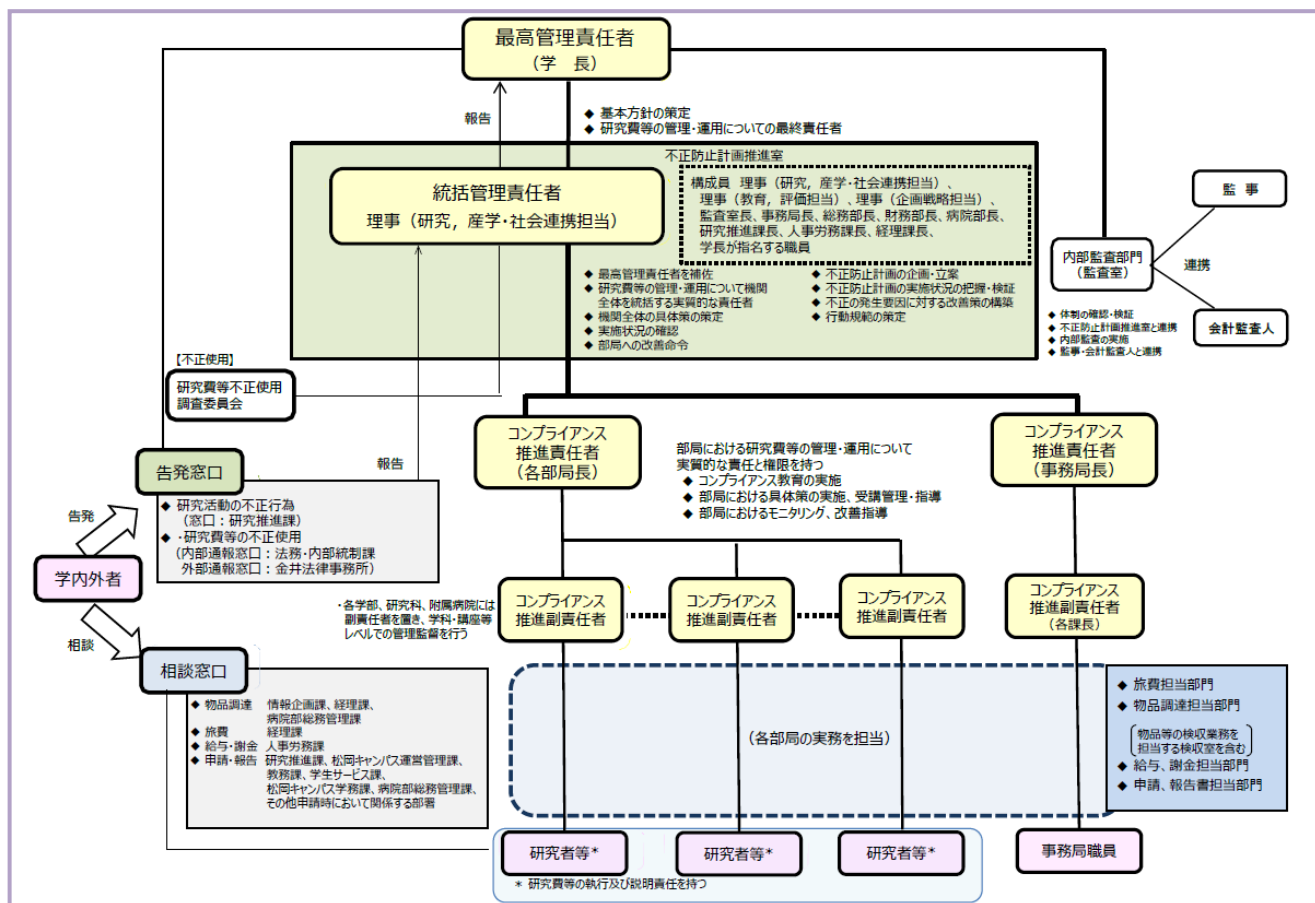 最高管理責任者
（学　長）
報告
◆ 基本方針の策定
◆ 研究費等の管理・運用についての最終責任者
不正防止計画推進室
統括管理責任者
理事（研究，産学・社会連携担当）
構成員 理事（研究，産学・社会連携担当）、
理事（教育，評価担当）、理事（企画戦略担当）、
監査室長、事務局長、総務部長、財務部長、病院部長、
研究推進課長、人事労務課長、経理課長、
学長が指名する職員
◆ 最高管理責任者を補佐
◆ 研究費等の管理・運用について機関
全体を統括する実質的な責任者
◆ 機関全体の具体策の策定
◆ 実施状況の確認
◆ 部局への改善命令
◆ 不正防止計画の企画・立案
◆ 不正防止計画の実施状況の把握・検証
◆ 不正の発生要因に対する改善策の構築
◆ 行動規範の策定
監 事
内部監査部門
（監査室）
連携
会計監査人
◆ 体制の確認・検証
◆ 不正防止計画推進室と連携
◆ 内部監査の実施
◆ 監事・会計監査人と連携
【不正使用】
研究費等不正使用
調査委員会
報告
コンプライアンス
推進責任者
（各部局長）
部局における研究費等の管理・運用について
実質的な責任と権限を持つ
◆ コンプライアンス教育の実施
◆ 部局における具体策の実施、受講管理・指導
◆ 部局におけるモニタリング、改善指導
コンプライアンス
推進責任者
（事務局長）
告発窓口
◆ 研究活動の不正行為
（窓口：研究推進課）
◆ ・研究費等の不正使用
（内部通報窓口：法務・内部統制課
外部通報窓口：金井法律事務所）
告発
学内外者
相談
・各学部、研究科、附属病院には
副責任者を置き、学科・講座等
レベルでの管理監督を行う
コンプライアンス
推進副責任者
コンプライアンス
推進副責任者
コンプライアンス
推進副責任者
コンプライアンス
推進副責任者
（各課長）
相談窓口
◆ 物品調達　情報企画課、経理課、
病院部総務管理課
◆ 旅費　経理課
◆ 給与・謝金　人事労務課
◆ 申請・報告　研究推進課、松岡キャンパス運営管理課、
教務課、学生サービス課、
松岡キャンパス学務課、病院部総務管理課、
その他申請時において関係する部署
（各部局の実務を担当）
◆ 旅費担当部門
◆ 物品調達担当部門
（物品等の検収業務を
担当する検収室を含む）
◆ 給与、謝金担当部門
◆ 申請、報告書担当部門
研究者等*
研究者等*
研究者等*
事務局職員
* 研究費等の執行及び説明責任を持つ